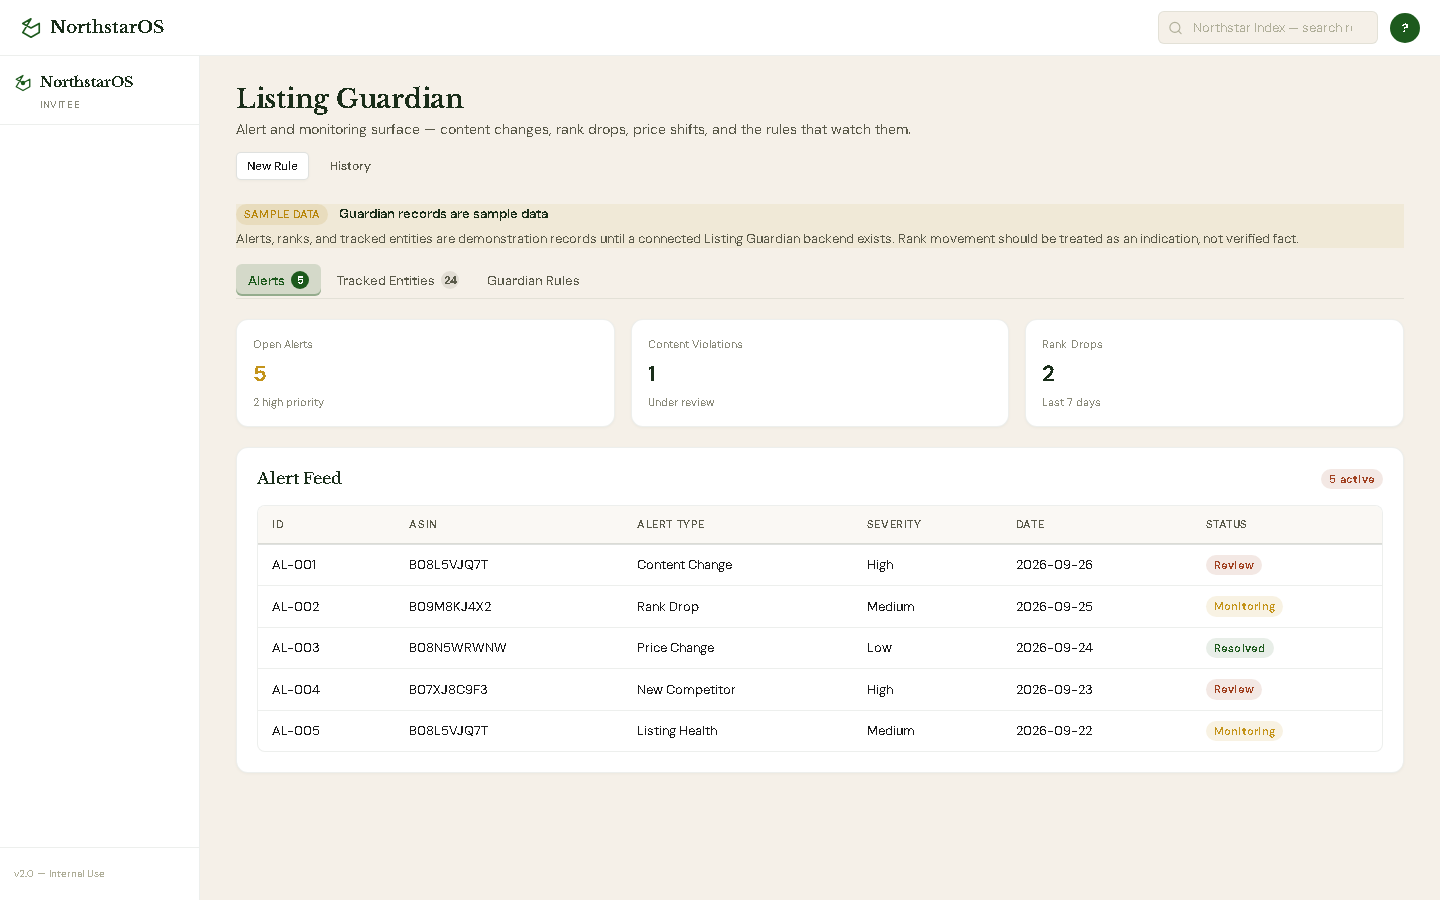 NorthstarOS
Northstar Index — search r
?
NorthstarOS
INVITEE
Listing Guardian
Alert and monitoring surface — content changes, rank drops, price shifts, and the rules that watch them.
New Rule History
SAMPLE DATA Guardian records are sample data
Alerts, ranks, and tracked entities are demonstration records until a connected Listing Guardian backend exists. Rank movement should be treated as an indication, not verified fact.
Alerts 5 Tracked Entities 24 Guardian Rules
Open Alerts
5
2 high priority
Content Violations
1
Under review
Rank Drops
2
Last 7 days
Alert Feed
5 active
ID ASIN ALERT TYPE SEVERITY DATE STATUS
AL-001 B08L5VJQ7T Content Change High 2026-09-26 Review
AL-002 B09M8KJ4X2 Rank Drop Medium 2026-09-25 Monitoring
AL-003 B08N5WRWNW Price Change Low 2026-09-24 Resolved
AL-004 B07XJ8C9F3 New Competitor High 2026-09-23 Review
AL-005 B08L5VJQ7T Listing Health Medium 2026-09-22 Monitoring
v2.0 — Internal Use